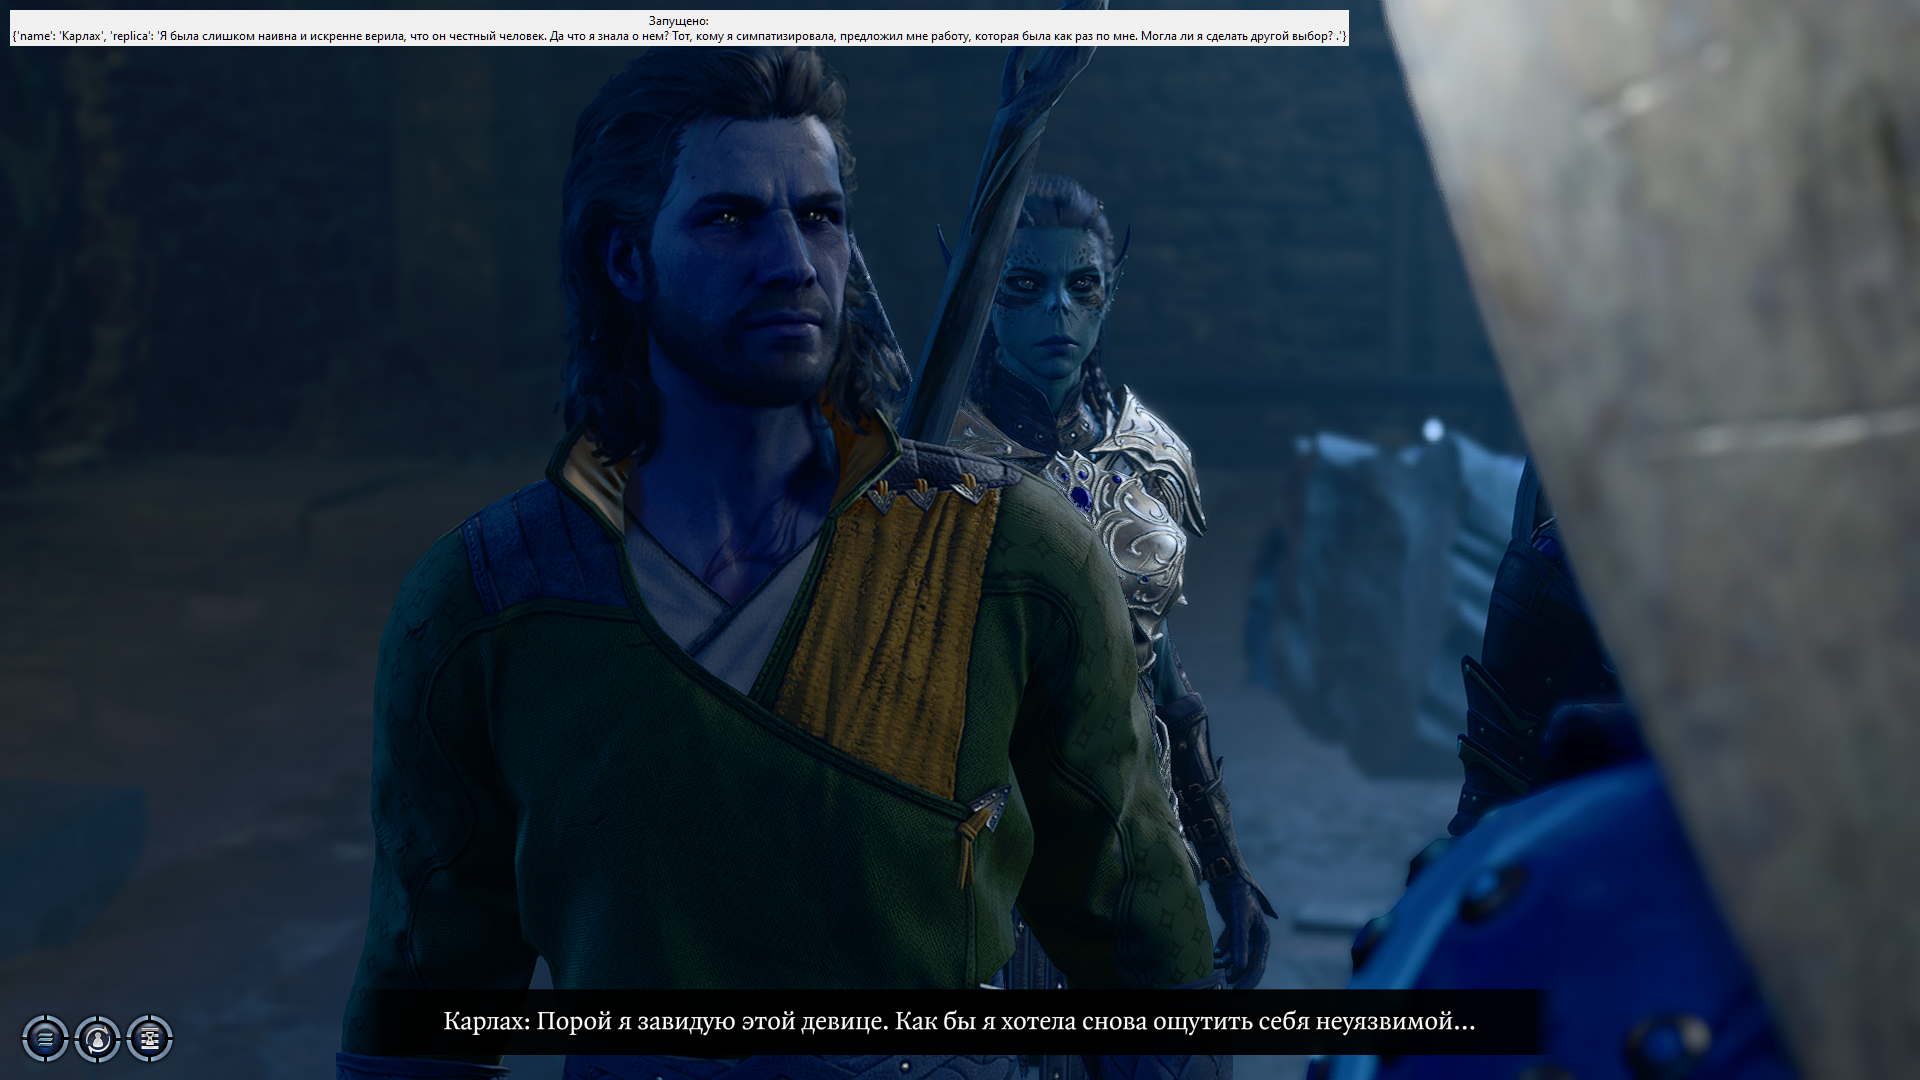 Запущено:
{'name': 'Карлах', 'replica': 'Я была слишком наивна и искренне верила, что он честный человек. Да что я знала о нем? Тот, кому я симпатизировала, предложил мне работу, которая была как раз по мне. Могла ли я сделать другой выбор? .'}
Карлах: Порой я завидую этой девице. Как бы я хотела снова ощутить себя неуязвимой...